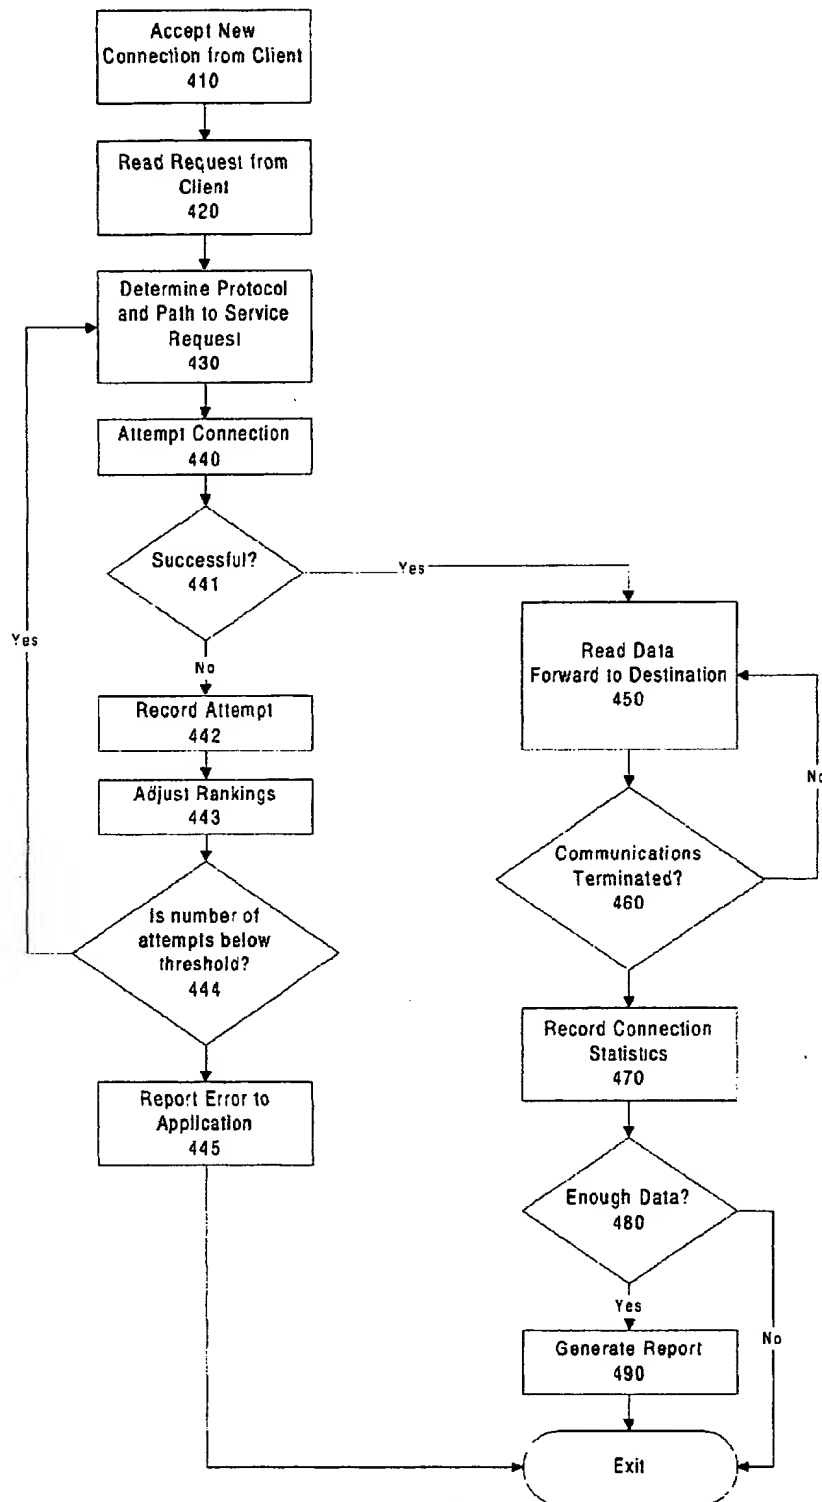 Accept New
Connection from Client
410
Read Request from
Client
420
Determine Protocol
and Path to Service
Request
430
Attempt Connection
440
Successful?
441
Yes
No
Yes
Record Attempt
442
Adjust Rankings
443
Is number of
attempts below
threshold?
444
Report Error to
Application
445
Read Data
Forward to Destination
450
No
Communications
Terminated?
460
Record Connection
Statistics
470
Enough Data?
480
Yes
No
Generate Report
490
Exit